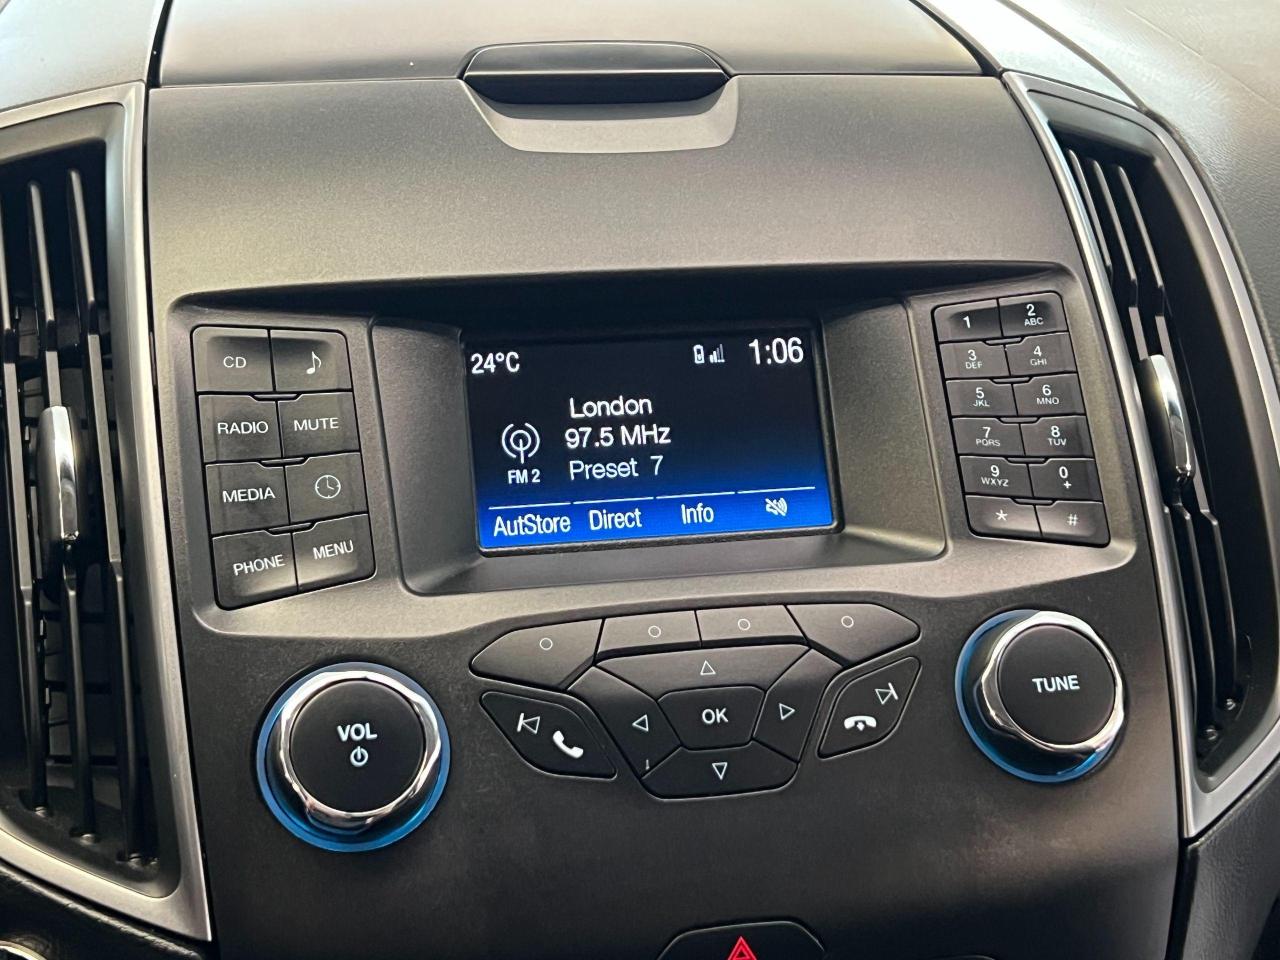 24°C
1:06
London
97.5 MHz
FM 2
Preset 7
AutStore Direct Info
CD
RADIO MUTE
MEDIA
PHONE MENU
1 2 ABC
3 DEF 4 GHI
5 JKL 6 MNO
7 PQRS 8 TUV
9 WXYZ 0 +
* #
OK
VOL
TUNE